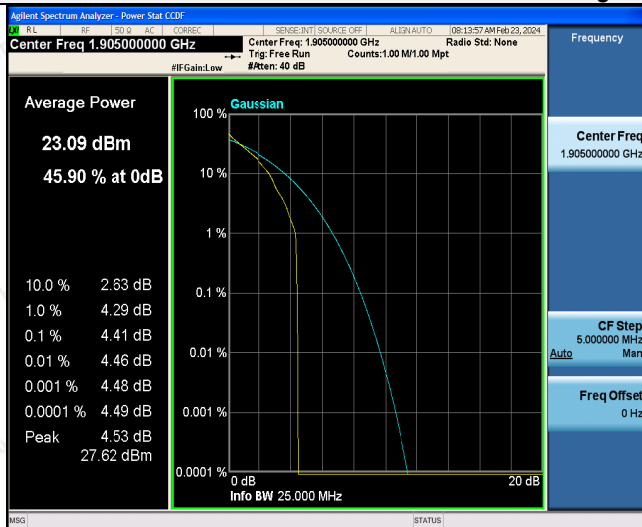 Agilent Spectrum Analyzer - Power Stat CCDF
RL RF 50 Ω AC CORREC SENSE:INT SOURCE OFF ALIGN AUTO 08:13:57 AM Feb 23, 2024
Center Freq 1.905000000 GHz
Center Freq: 1.905000000 GHz Radio Std: None
Trig: Free Run Counts:1.00 M/1.00 Mpt
#IFGain:Low #Atten: 40 dB
Frequency
Center Freq
1.905000000 GHz
CF Step
5.000000 MHz
Auto Man
Freq Offset
0 Hz
Average Power
23.09 dBm
45.90 % at 0dB
10.0 % 2.63 dB
1.0 % 4.29 dB
0.1 % 4.41 dB
0.01 % 4.46 dB
0.001 % 4.48 dB
0.0001 % 4.49 dB
Peak 4.53 dB
27.62 dBm
Gaussian
100 %
10 %
1 %
0.1 %
0.01 %
0.001 %
0.0001 %
0 dB 20 dB
Info BW 25.000 MHz
MSG STATUS